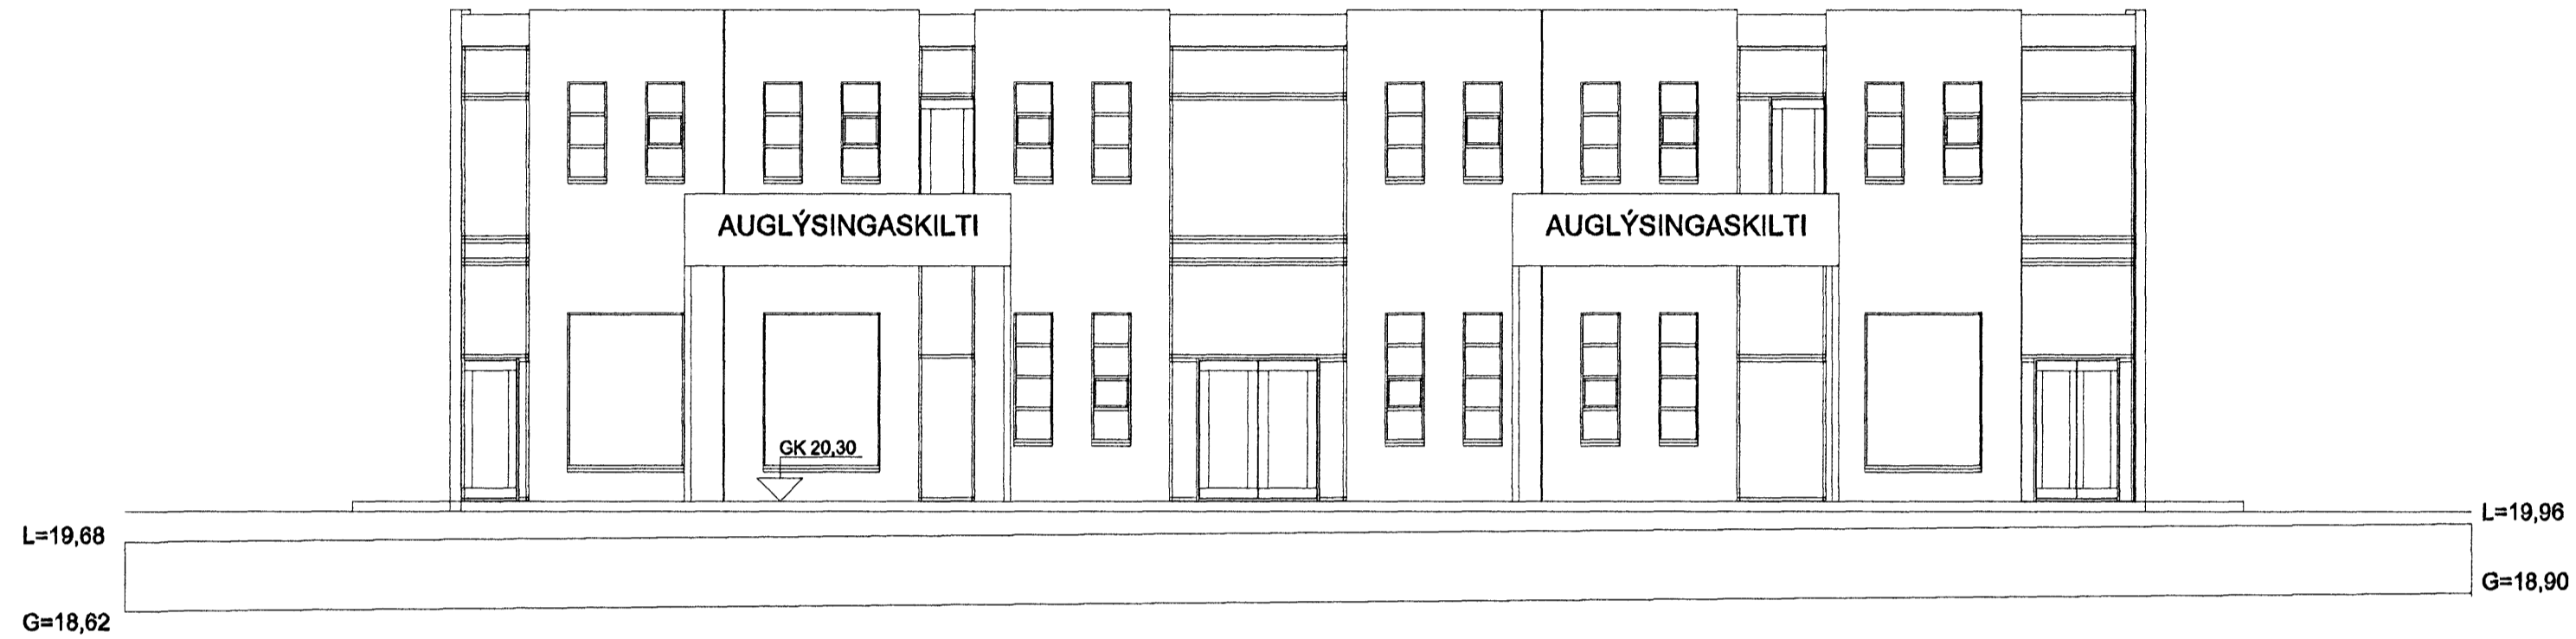 AUGLÝSINGASKILTI
AUGLÝSINGASKILTI
GK 20,30
L=19,68
L=19,96
G=18,62
G=18,90